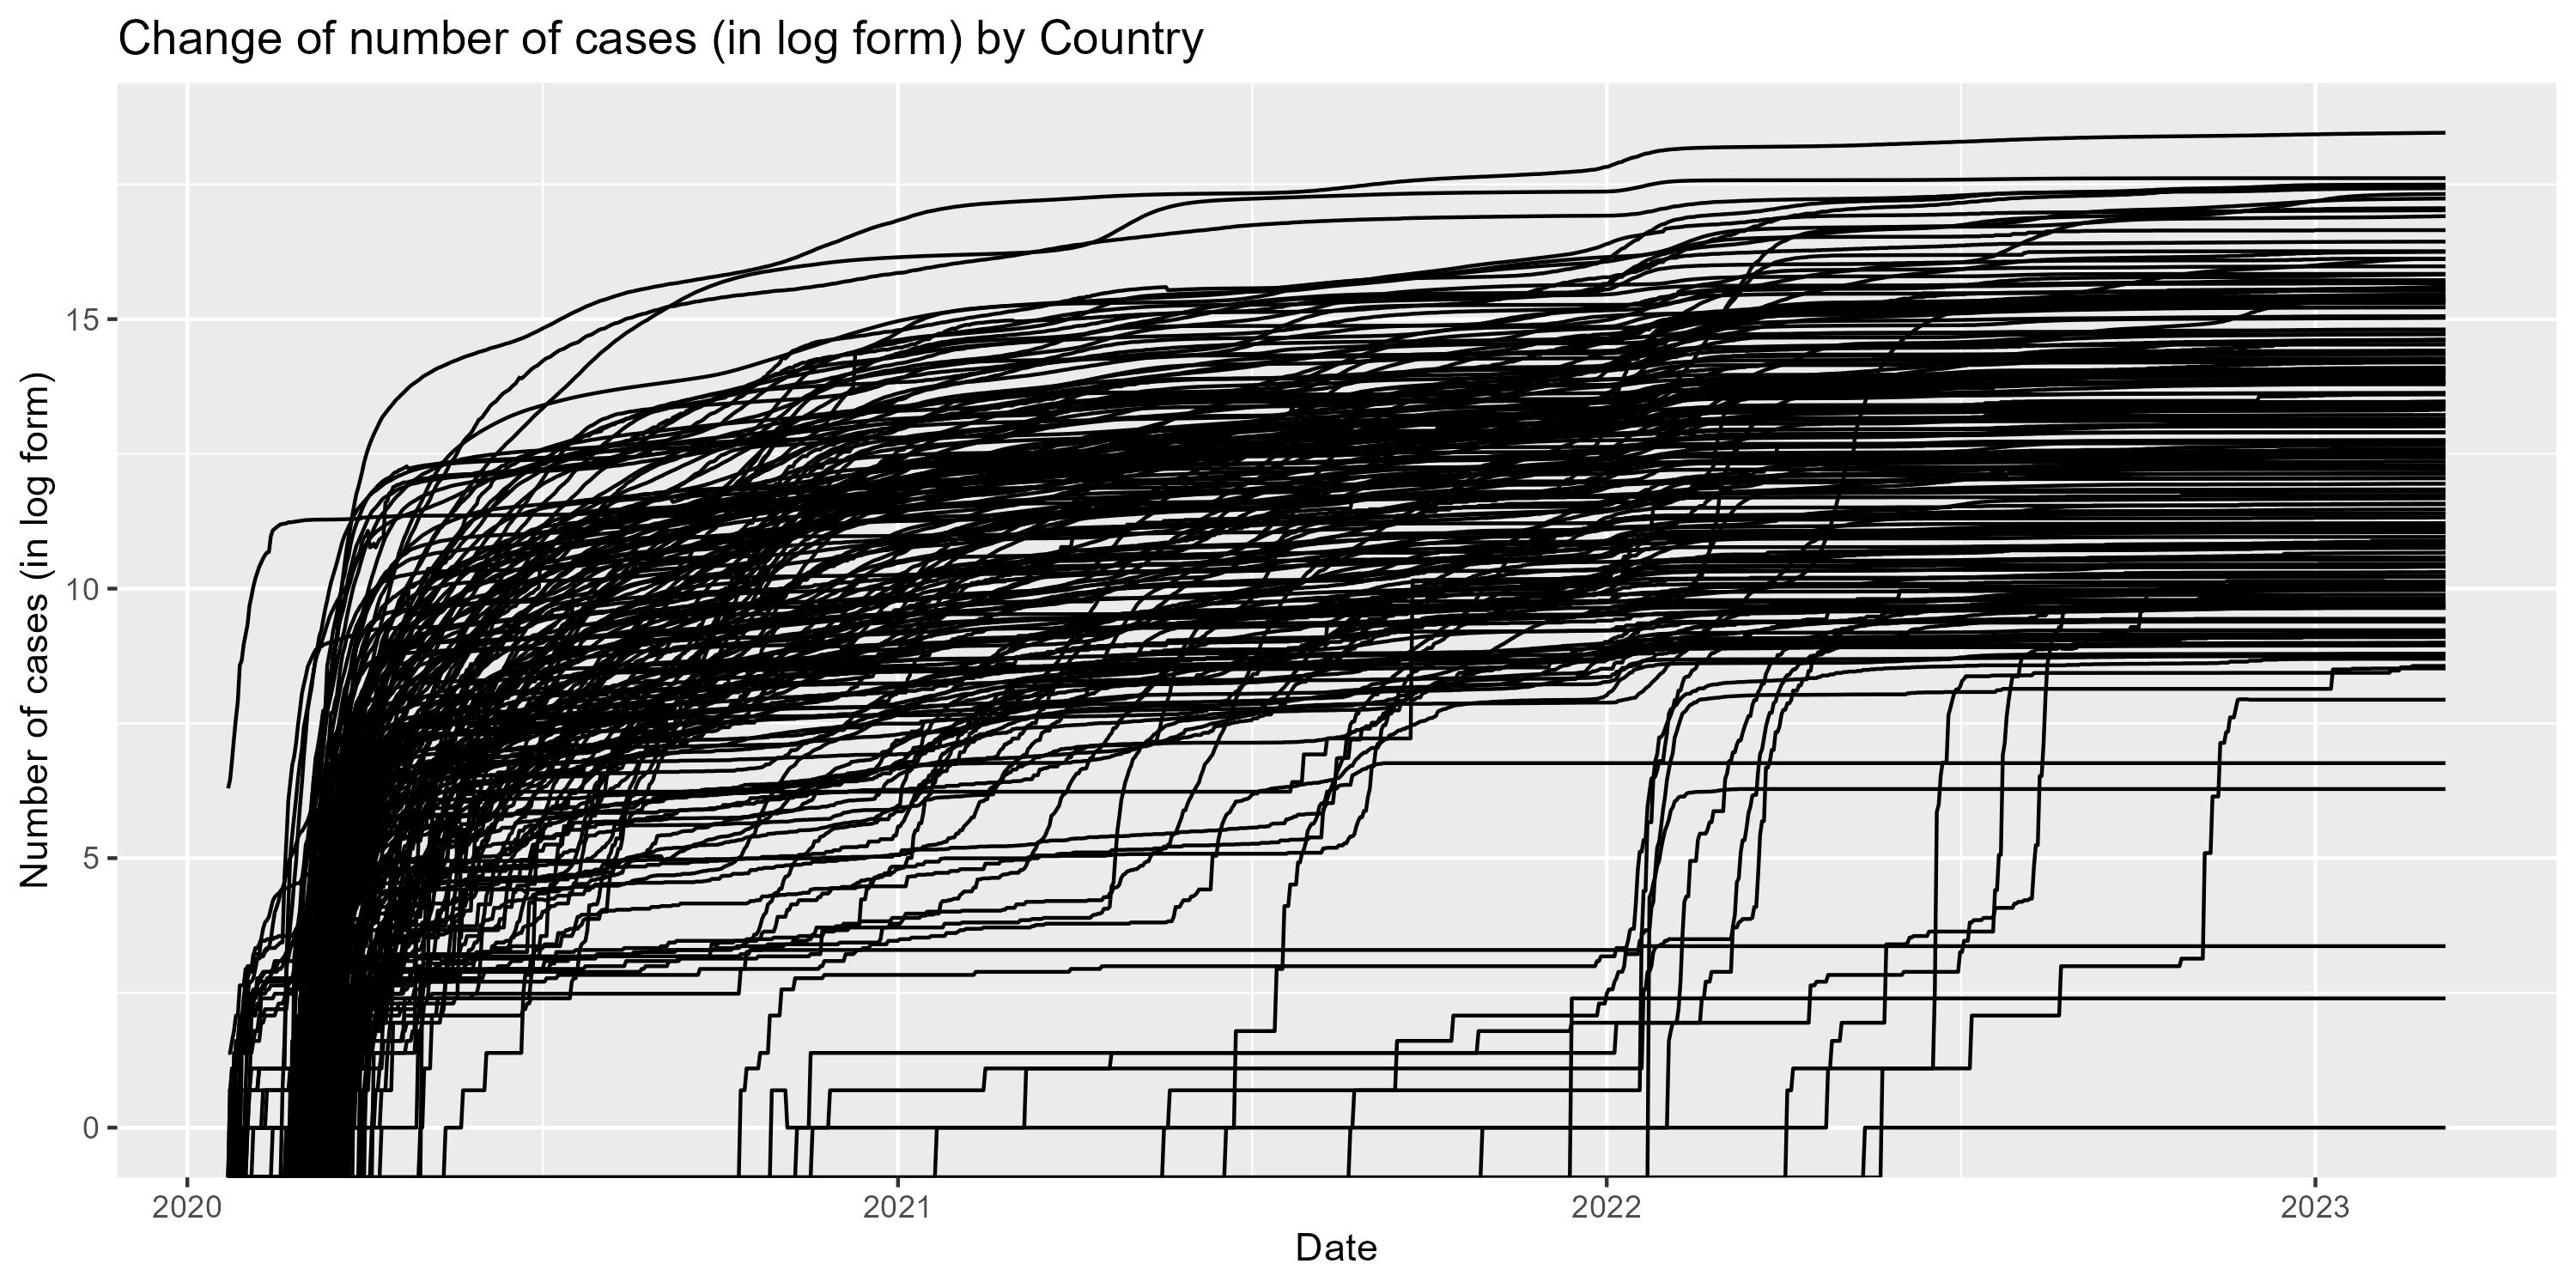 Change of number of cases (in log form) by Country
Number of cases (in log form)
15
10
5
0
2020
2021
2022
2023
Date